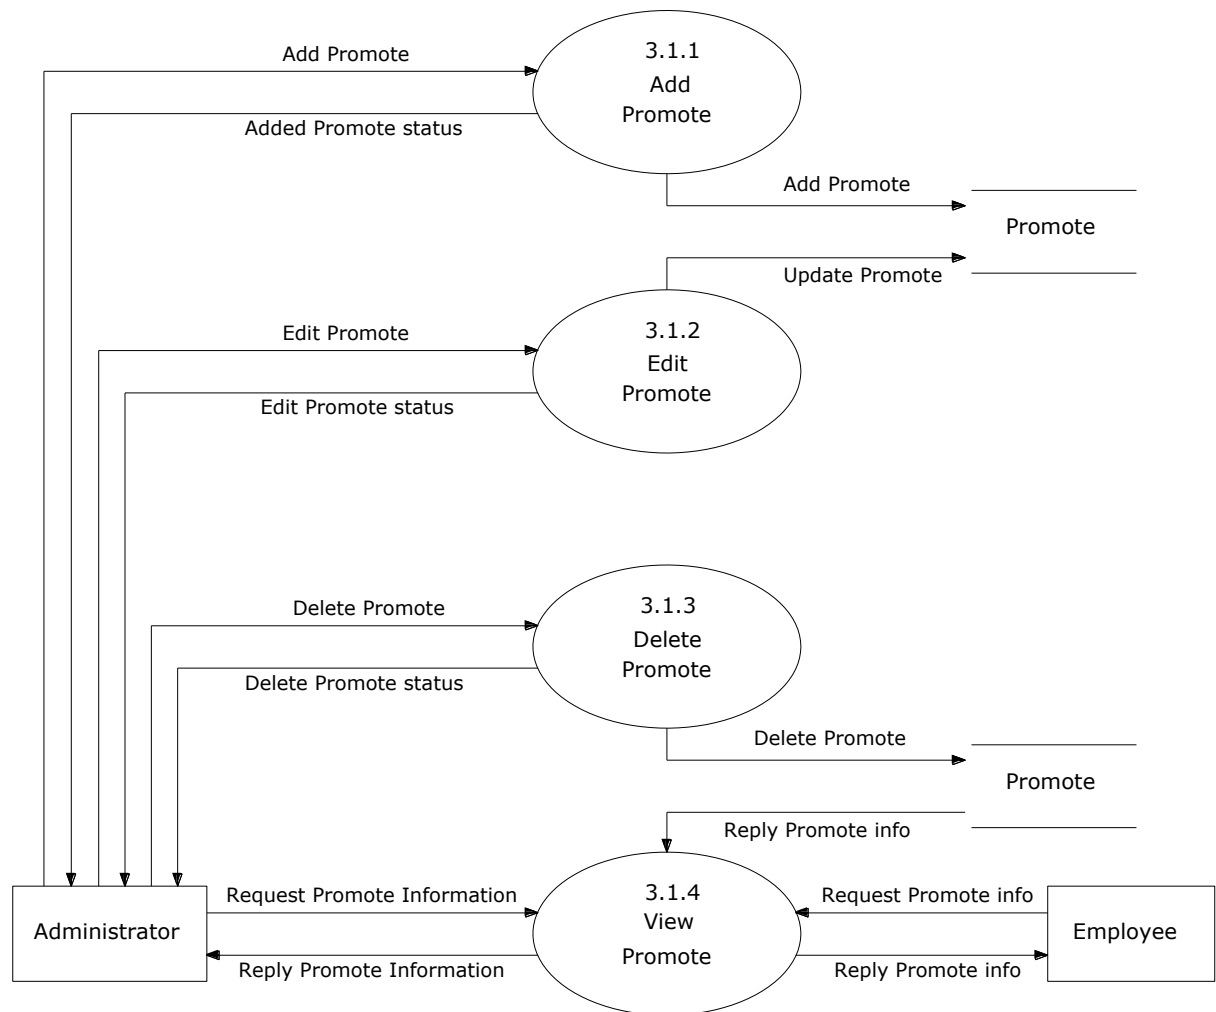 3.1.1
Add Promote
Add
Promote
Added Promote status
Add Promote
Promote
Update Promote
3.1.2
Edit Promote
Edit
Promote
Edit Promote status
3.1.3
Delete Promote
Delete
Promote
Delete Promote status
Delete Promote
Promote
Reply Promote info
3.1.4
Request Promote Information
Request Promote info
View
Administrator
Employee
Promote
Reply Promote Information
Reply Promote info